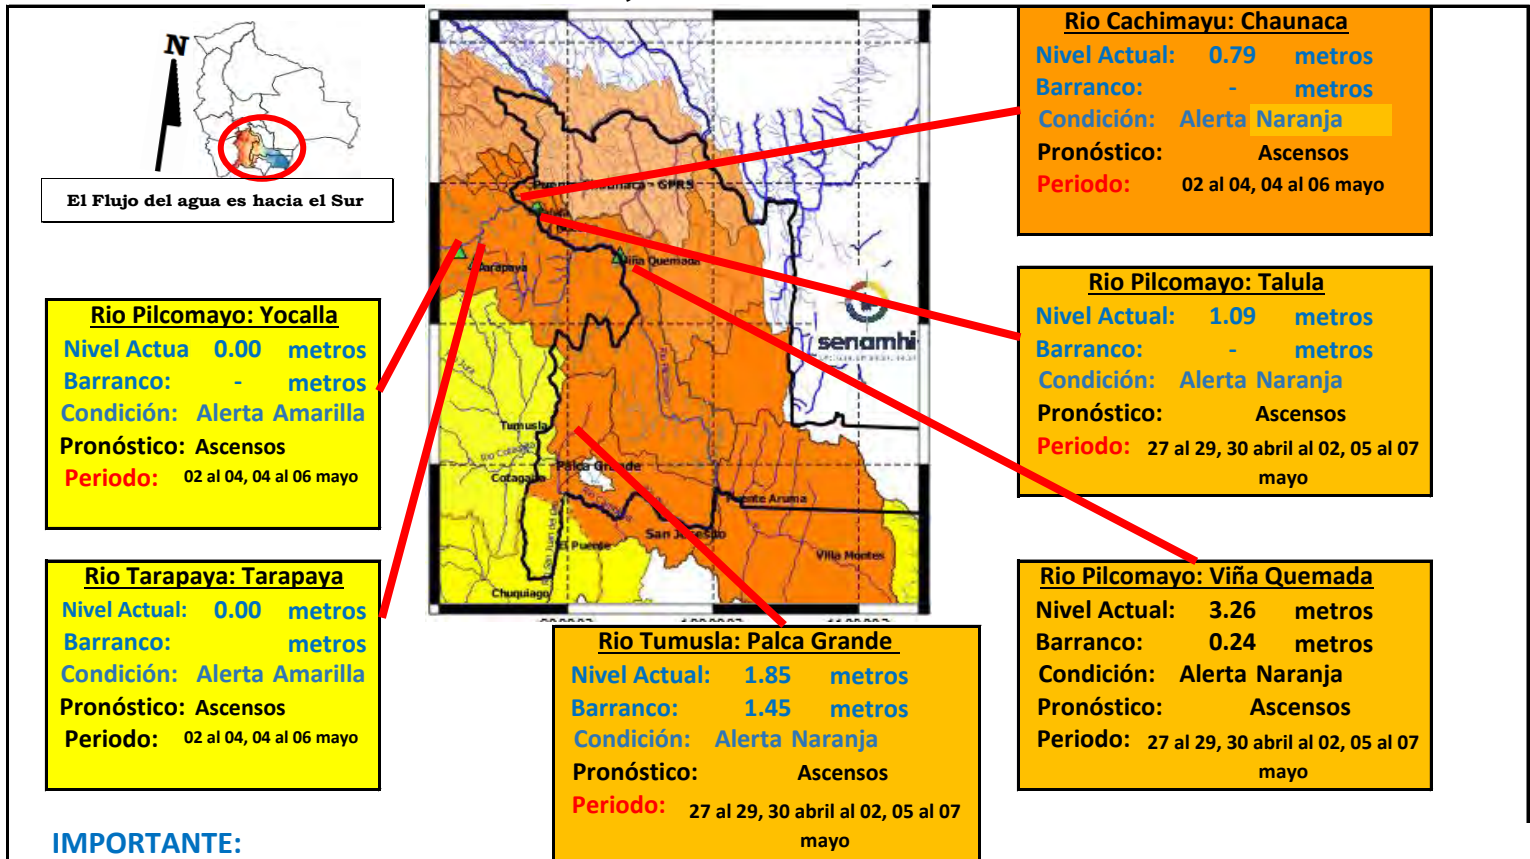 N
El Flujo del agua es hacia el Sur
Rio Pilcomayo: Yocalla
Nivel Actua 0.00 metros
Barranco: - metros
Condición: Alerta Amarilla
Pronóstico: Ascensos
Periodo: 02 al 04, 04 al 06 mayo
Rio Tarapaya: Tarapaya
Nivel Actual: 0.00 metros
Barranco: metros
Condición: Alerta Amarilla
Pronóstico: Ascensos
Periodo: 02 al 04, 04 al 06 mayo
IMPORTANTE:
Chaunaca - GPRS
Tarapaya
Viña Quemada
senamhi
Tumusla
Rio Cotagaita
Palca Grande
Cotagaita
Puente Aruma
San Josesito
El Puente
Villa Montes
Chuquiago
Rio Tumusla: Palca Grande
Nivel Actual: 1.85 metros
Barranco: 1.45 metros
Condición: Alerta Naranja
Pronóstico: Ascensos
Periodo: 27 al 29, 30 abril al 02, 05 al 07
mayo
Rio Cachimayu: Chaunaca
Nivel Actual: 0.79 metros
Barranco: - metros
Condición: Alerta Naranja
Pronóstico: Ascensos
Periodo: 02 al 04, 04 al 06 mayo
Rio Pilcomayo: Talula
Nivel Actual: 1.09 metros
Barranco: - metros
Condición: Alerta Naranja
Pronóstico: Ascensos
Periodo: 27 al 29, 30 abril al 02, 05 al 07
mayo
Rio Pilcomayo: Viña Quemada
Nivel Actual: 3.26 metros
Barranco: 0.24 metros
Condición: Alerta Naranja
Pronóstico: Ascensos
Periodo: 27 al 29, 30 abril al 02, 05 al 07
mayo